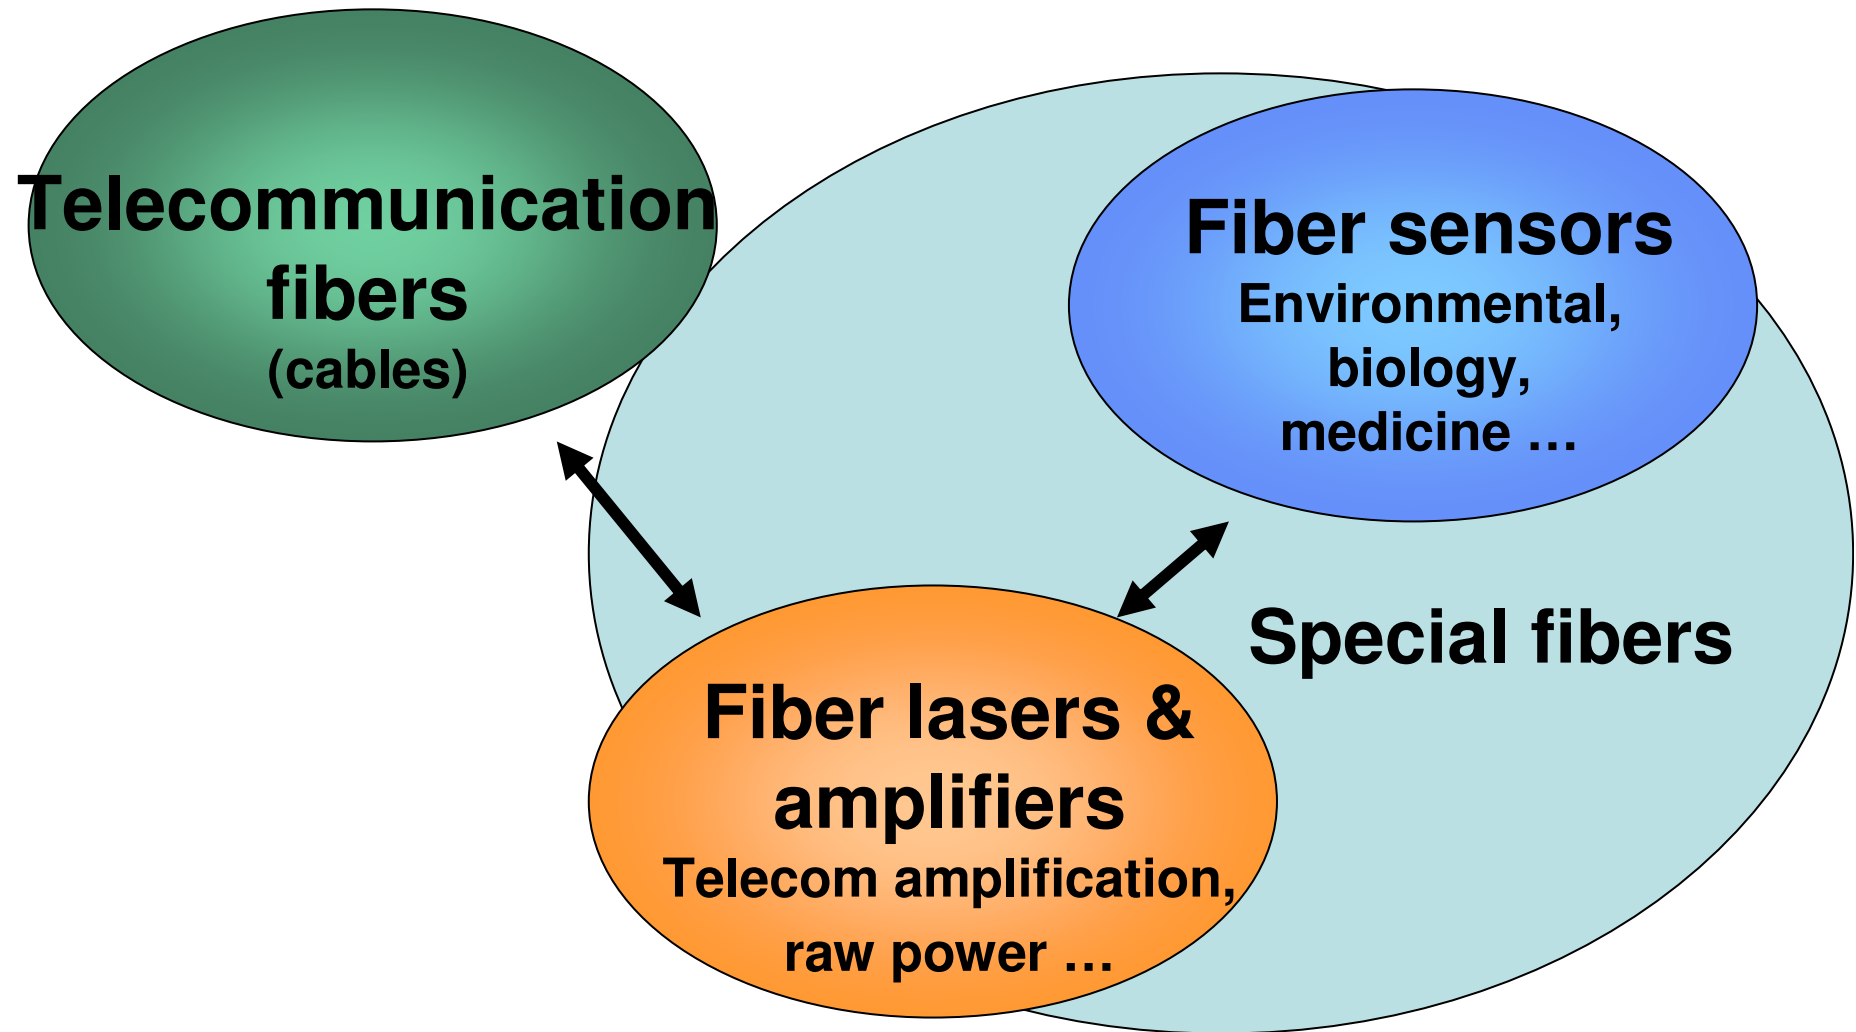 Telecommunication
fibers
(cables)
Fiber sensors
Environmental,
biology,
medicine …
Special fibers
Fiber lasers &
amplifiers
Telecom amplification,
raw power …